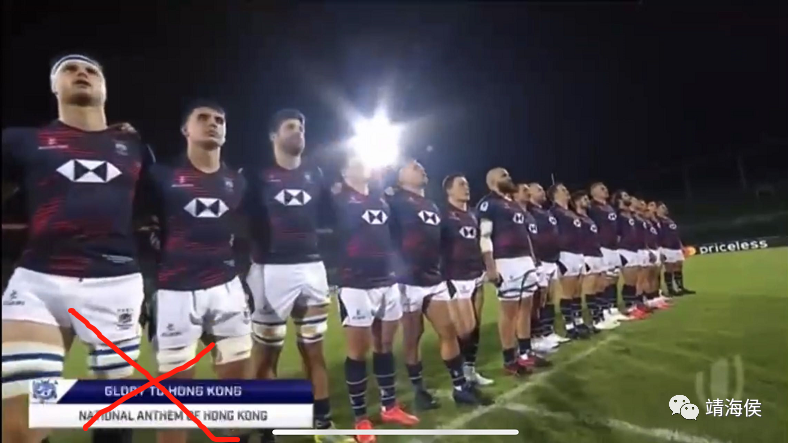 priceless
GLORY TO HONG KONG
NATIONAL ANTHEM OF HONG KONG
靖海侯